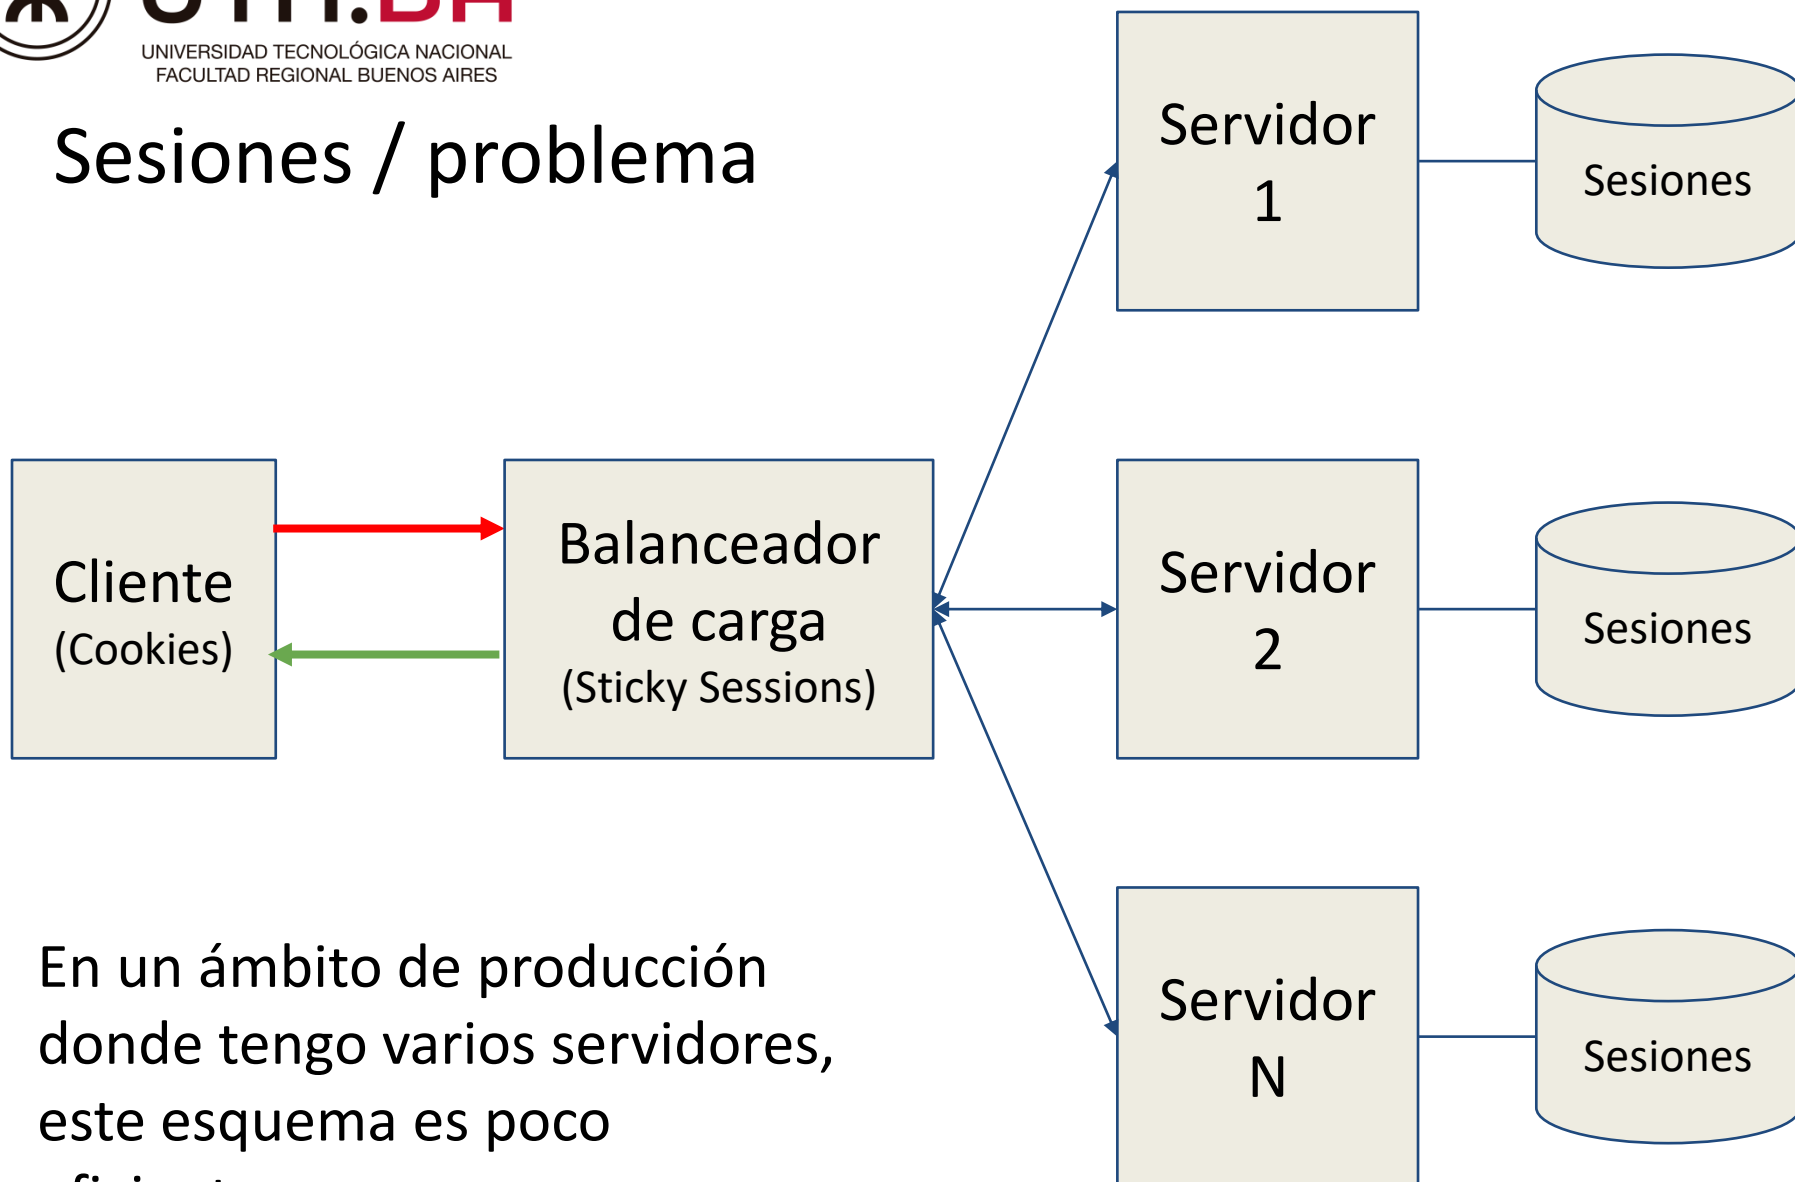 UNIVERSIDAD TECNOLÓGICA NACIONAL
FACULTAD REGIONAL BUENOS AIRES
Sesiones / problema
Servidor
1
Sesiones
Cliente
(Cookies)
Balanceador
de carga
(Sticky Sessions)
Servidor
2
Sesiones
En un ámbito de producción
donde tengo varios servidores,
este esquema es poco
Servidor
N
Sesiones